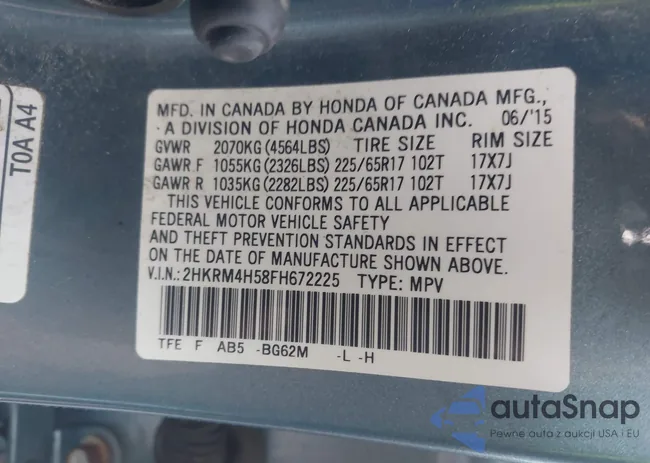 TOA A4
MFD. IN CANADA BY HONDA OF CANADA MFG.,
A DIVISION OF HONDA CANADA INC. 06/'15
GVWR 2070KG(4564LBS) TIRE SIZE RIM SIZE
GAWR F 1055KG(2326LBS) 225/65R17 102T 17X7J
GAWR R 1035KG(2282LBS) 225/65R17 102T 17X7J
THIS VEHICLE CONFORMS TO ALL APPLICABLE
FEDERAL MOTOR VEHICLE SAFETY
AND THEFT PREVENTION STANDARDS IN EFFECT
ON THE DATE OF MANUFACTURE SHOWN ABOVE.
V.I.N.:2HKRM4H58FH672225 TYPE: MPV
TFE F AB5 -BG62M -L -H
autaSnap
Pewne auta z aukcji USA i EU